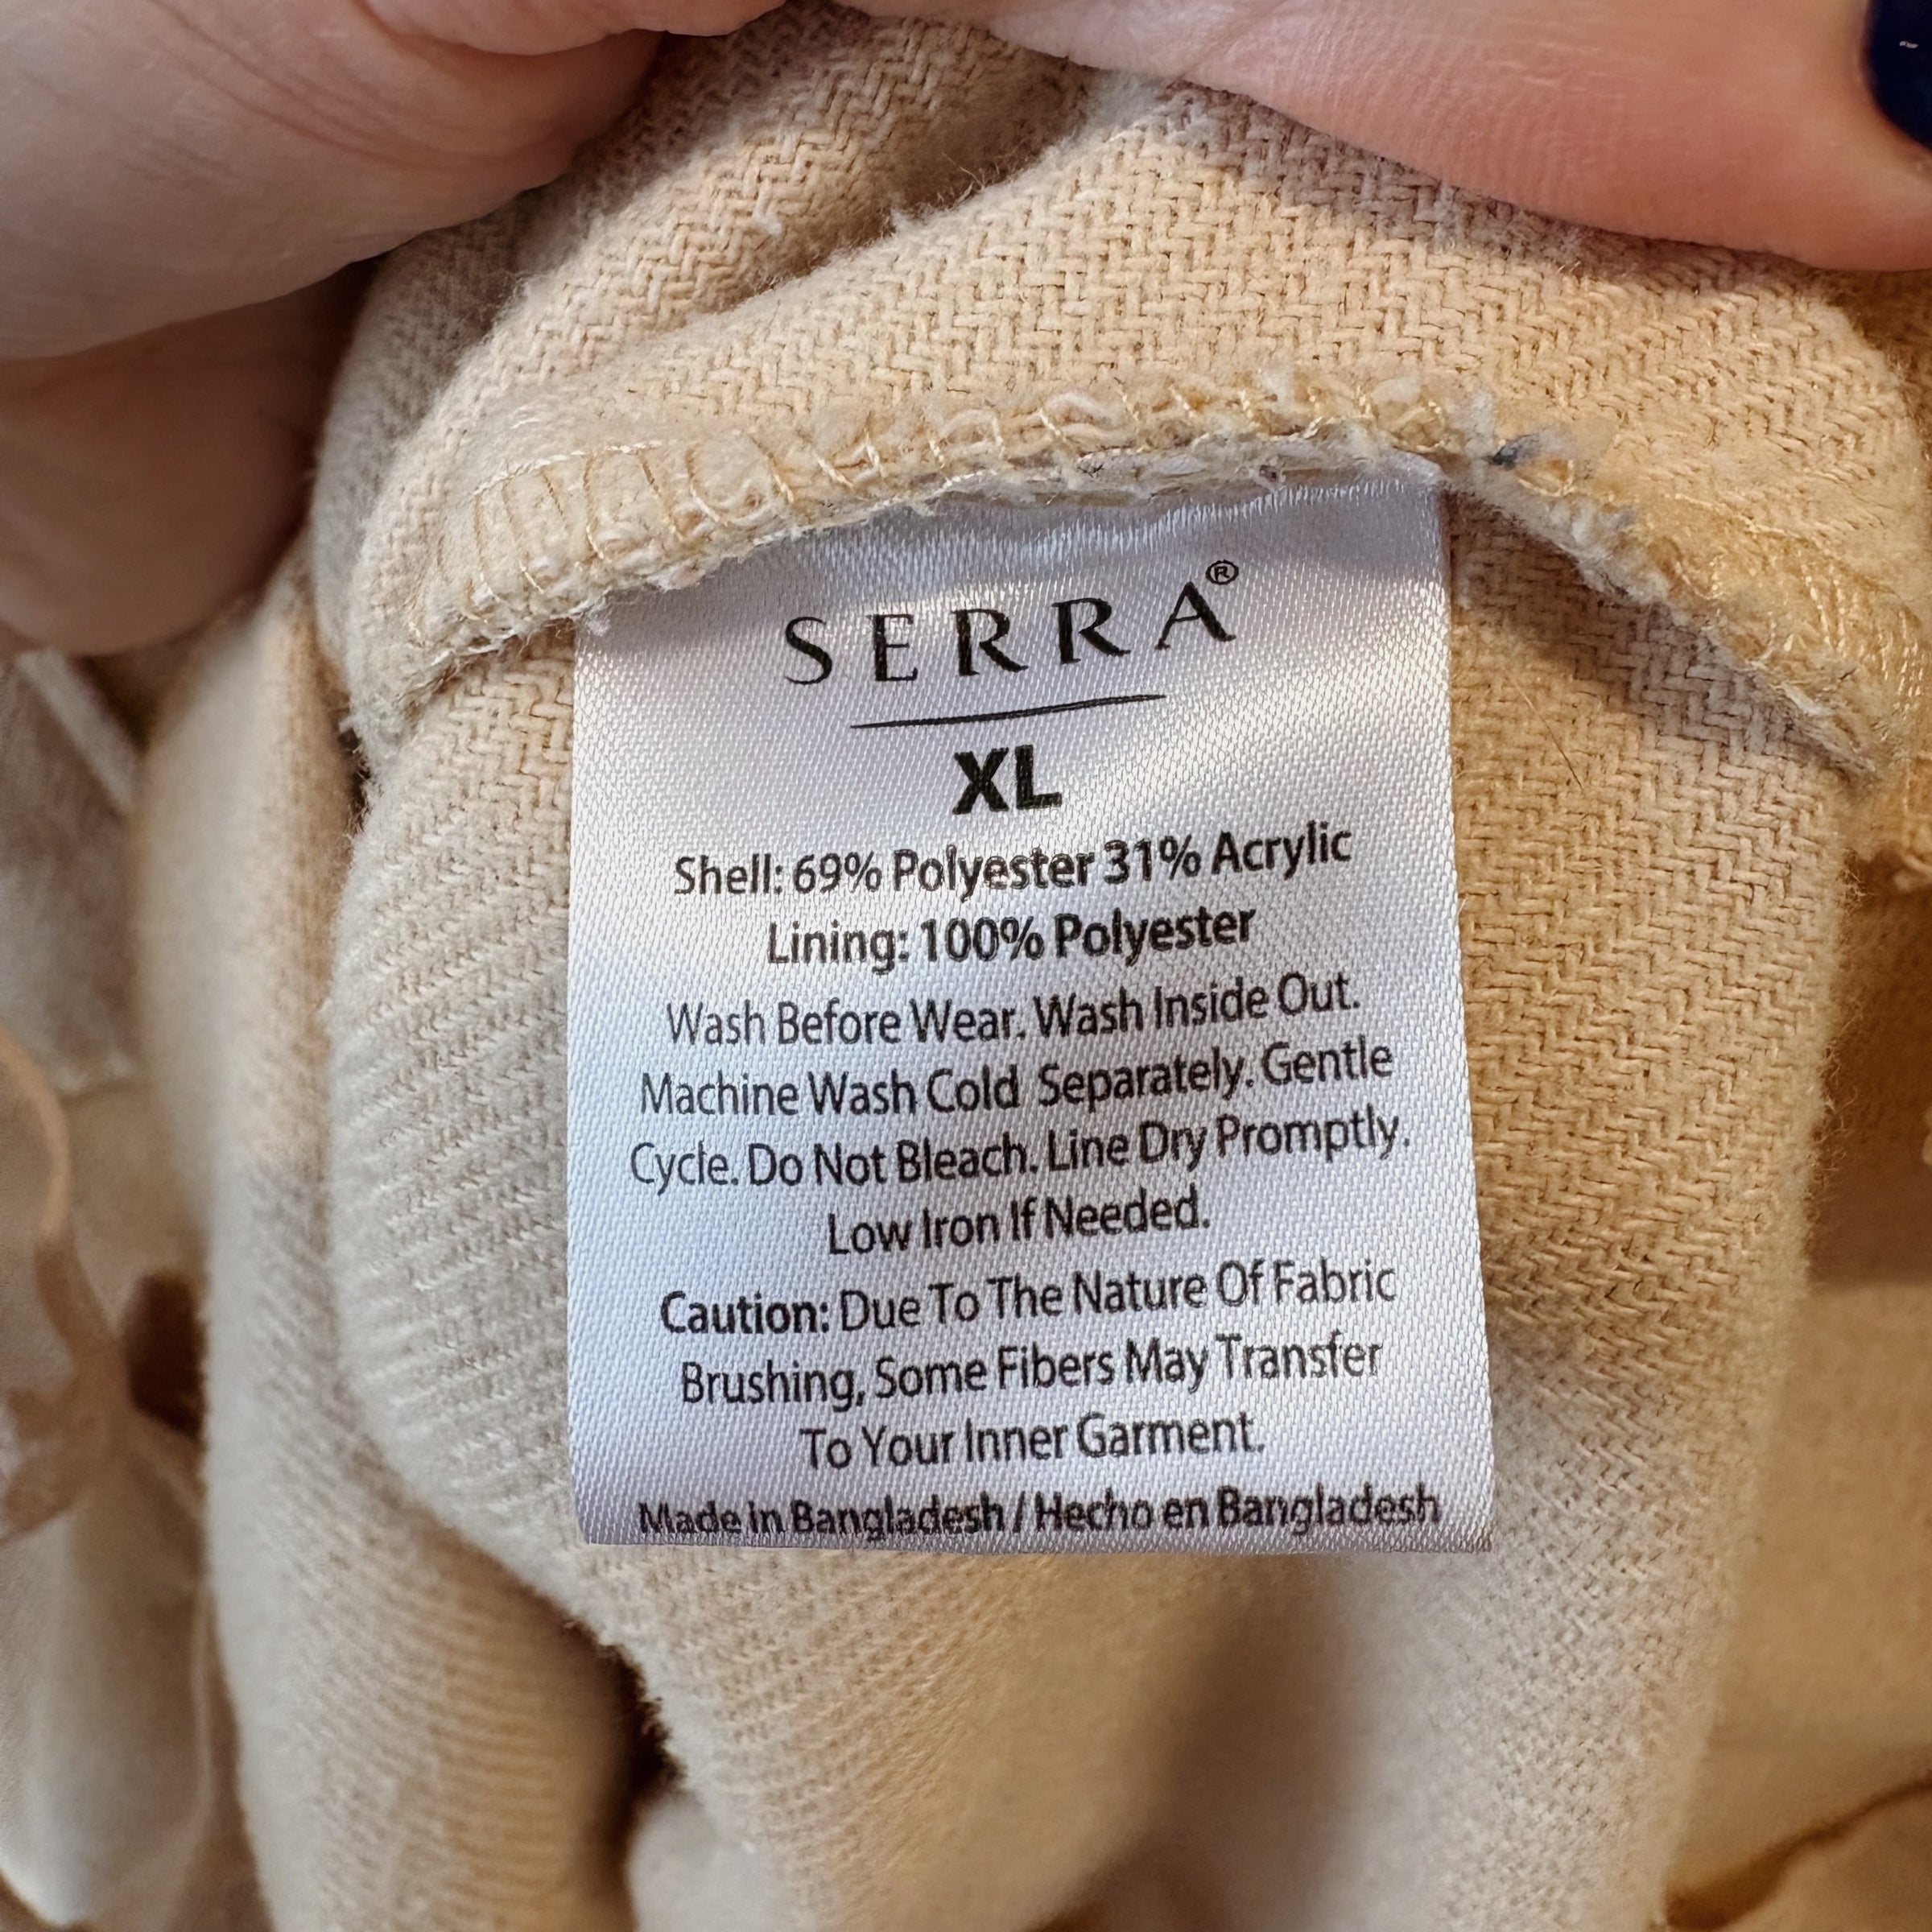 SERRA®
XL
Shell: 69% Polyester 31% Acrylic
Lining: 100% Polyester
Wash Before Wear. Wash Inside Out.
Machine Wash Cold Separately. Gentle
Cycle. Do Not Bleach. Line Dry Promptly.
Low Iron If Needed.
Caution: Due To The Nature Of Fabric
Brushing, Some Fibers May Transfer
To Your Inner Garment.
Made in Bangladesh / Hecho en Bangladesh